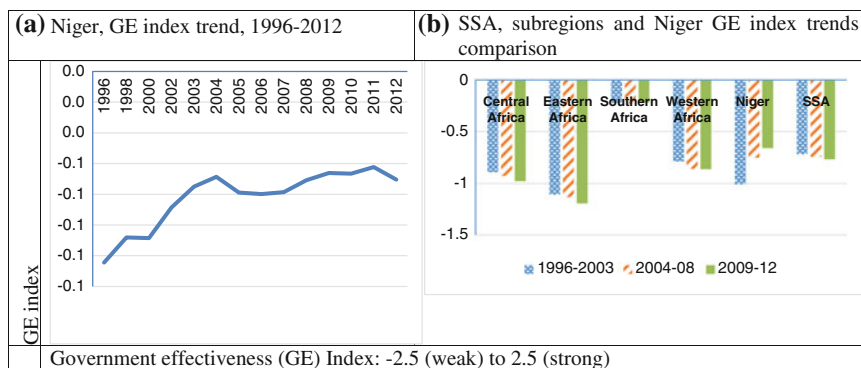 (a) Niger, GE index trend, 1996-2012
(b) SSA, subregions and Niger GE index trends
comparison
GE index
0.0
0.0
0.0
-0.1
-0.1
-0.1
-0.1
-0.1
1996
1998
2000
2002
2003
2004
2005
2006
2007
2008
2009
2010
2011
2012
0
-0.5
-1
-1.5
Central
Africa
Eastern
Africa
Southern
Africa
Western
Africa
Niger
SSA
1996-2003 2004-08 2009-12
Government effectiveness (GE) Index: -2.5 (weak) to 2.5 (strong)